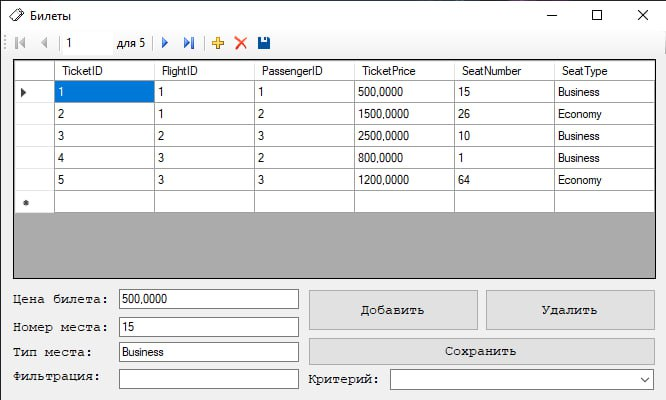 Билеты
1 для 5
TicketID FlightID PassengerID TicketPrice SeatNumber SeatType
1 1 1 500,0000 15 Business
2 1 2 1500,0000 26 Economy
3 2 3 2500,0000 10 Business
4 3 2 800,0000 1 Business
5 3 3 1200,0000 64 Economy
Цена билета: 500,0000
Добавить Удалить
Номер места: 15
Тип места: Business
Сохранить
Фильтрация:
Критерий: